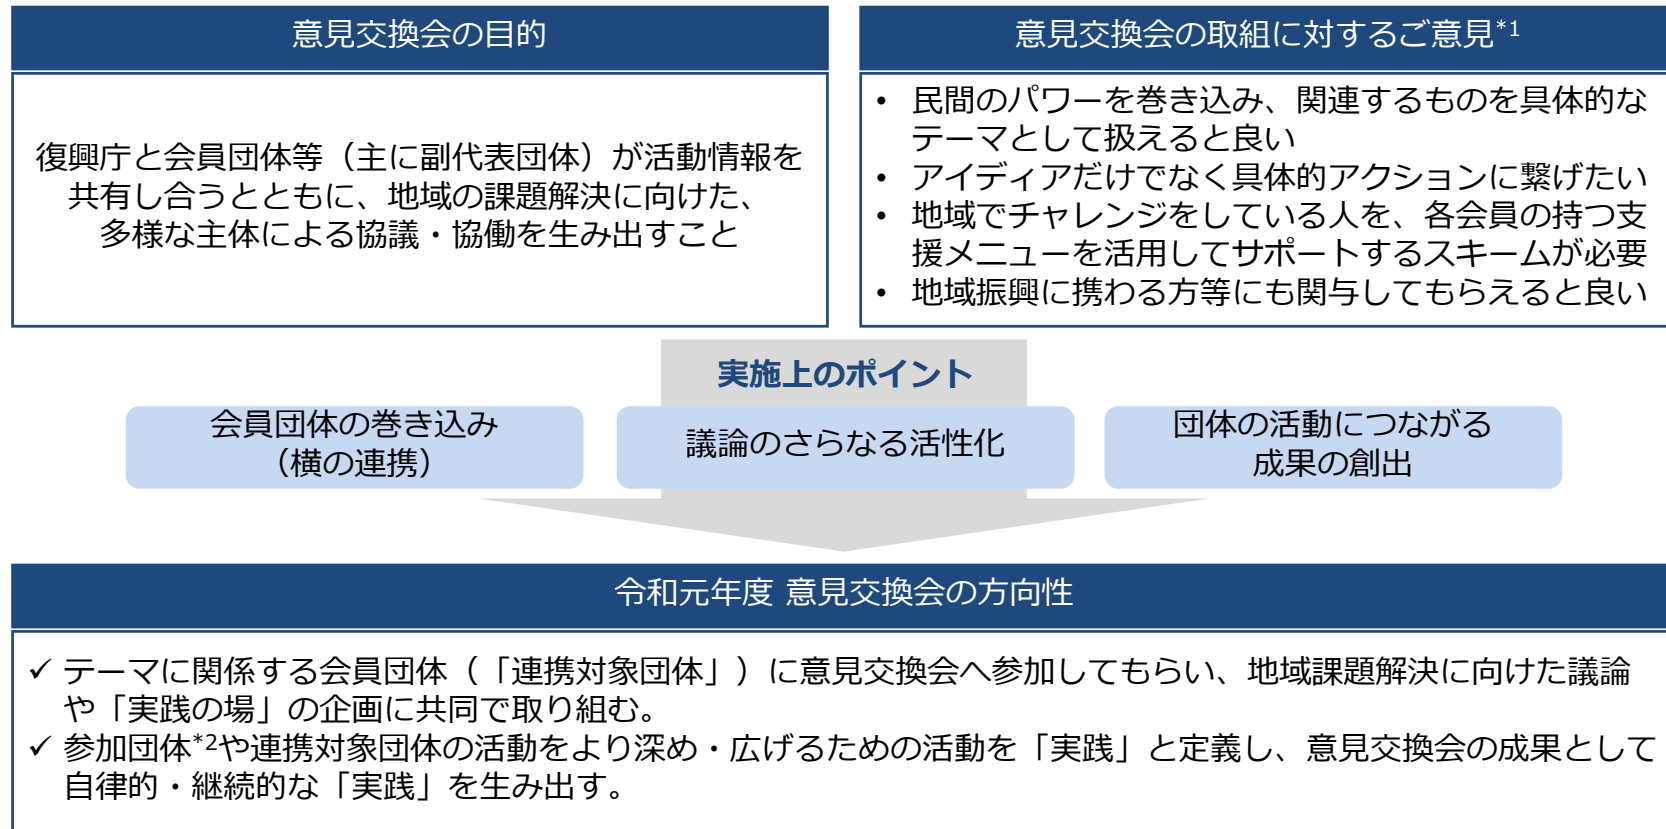 意見交換会の目的
復興庁と会員団体等（主に副代表団体）が活動情報を
共有し合うとともに、地域の課題解決に向けた、
多様な主体による協議・協働を生み出すこと
意見交換会の取組に対するご意見*1
• 民間のパワーを巻き込み、関連するものを具体的な
テーマとして扱えると良い
• アイディアだけでなく具体的アクションに繋げたい
• 地域でチャレンジをしている人を、各会員の持つ支
援メニューを活用してサポートするスキームが必要
• 地域振興に携わる方等にも関与してもらえると良い
実施上のポイント
会員団体の巻き込み
（横の連携）
議論のさらなる活性化
団体の活動につながる
成果の創出
令和元年度 意見交換会の方向性
✓ テーマに関係する会員団体（「連携対象団体」）に意見交換会へ参加してもらい、地域課題解決に向けた議論
や「実践の場」の企画に共同で取り組む。
✓ 参加団体*2や連携対象団体の活動をより深め・広げるための活動を「実践」と定義し、意見交換会の成果として
自律的・継続的な「実践」を生み出す。